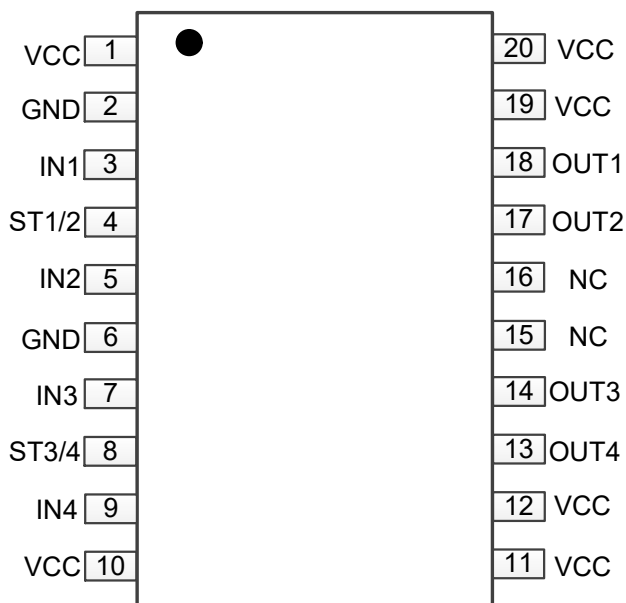 VCC 1 20 VCC
GND 2 19 VCC
IN1 3 18 OUT1
ST1/2 4 17 OUT2
IN2 5 16 NC
GND 6 15 NC
IN3 7 14 OUT3
ST3/4 8 13 OUT4
IN4 9 12 VCC
VCC 10 11 VCC